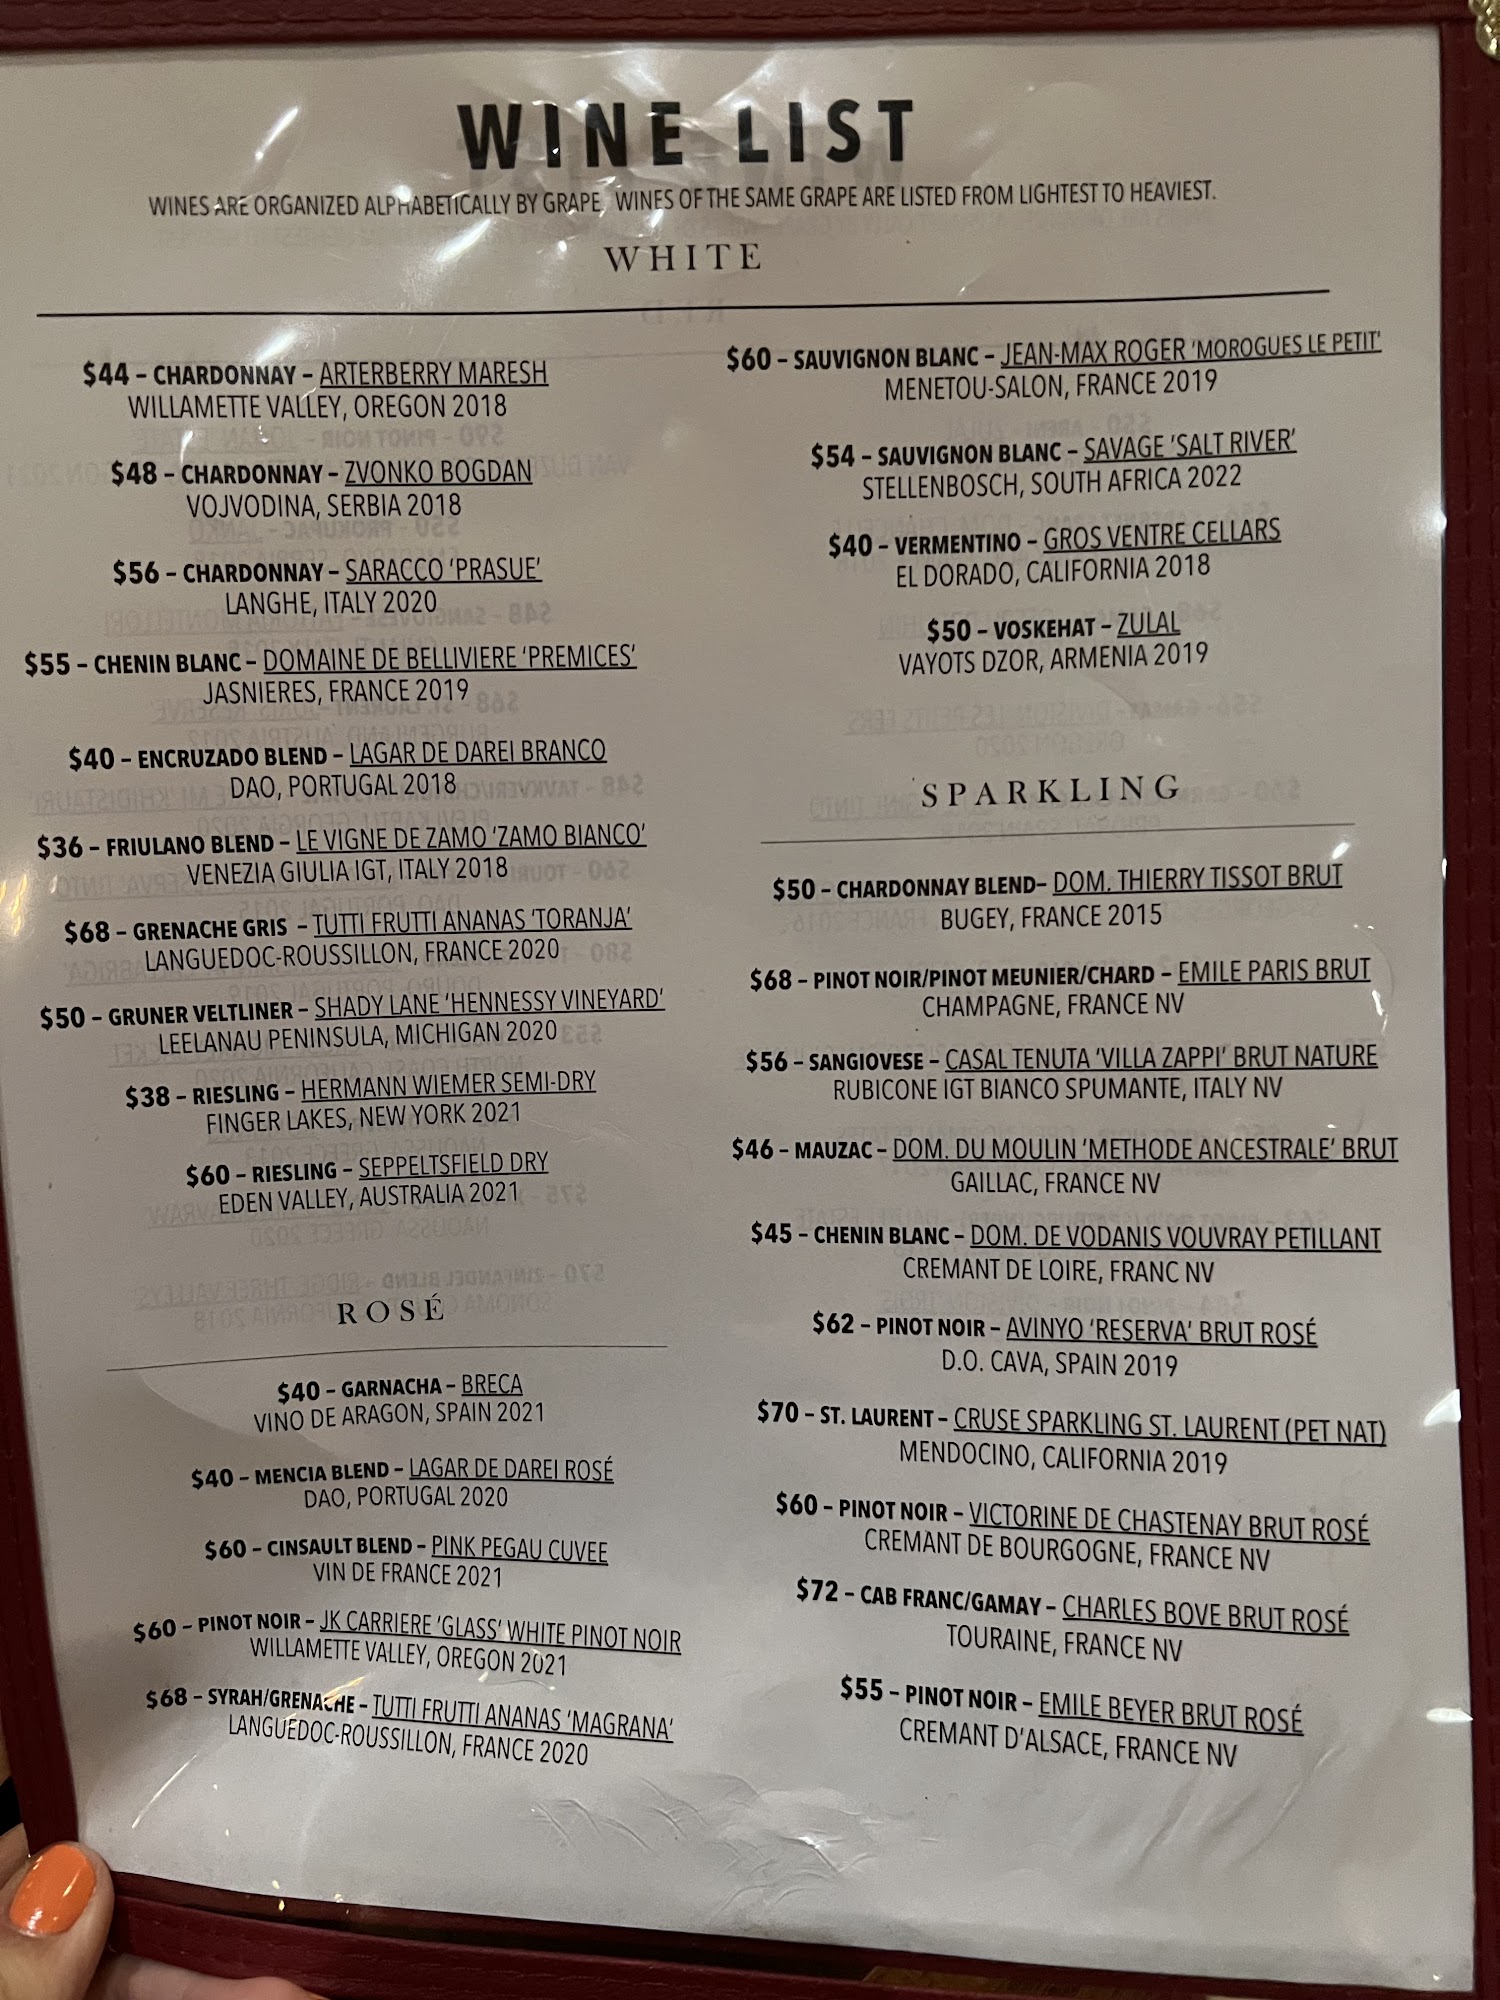 WINE LIST
WINES ARE ORGANIZED ALPHABETICALLY BY GRAPE. WINES OF THE SAME GRAPE ARE LISTED FROM LIGHTEST TO HEAVIEST.
WHITE
$44 – CHARDONNAY – ARTERBERRY MARESH
WILLAMETTE VALLEY, OREGON 2018
$48 – CHARDONNAY – ZVONKO BOGDAN
VOJVODINA, SERBIA 2018
$56 – CHARDONNAY – SARACCO 'PRASUE'
LANGHE, ITALY 2020
$55 – CHENIN BLANC – DOMAINE DE BELLIVIERE 'PREMICES'
JASNIERES, FRANCE 2019
$40 – ENCRUZADO BLEND – LAGAR DE DAREI BRANCO
DAO, PORTUGAL 2018
$36 – FRIULANO BLEND – LE VIGNE DE ZAMO 'ZAMO BIANCO'
VENEZIA GIULIA IGT, ITALY 2018
$68 – GRENACHE GRIS – TUTTI FRUTTI ANANAS 'TORANJA'
LANGUEDOC-ROUSSILLON, FRANCE 2020
$50 – GRUNER VELTLINER – SHADY LANE 'HENNESSY VINEYARD'
LEELANAU PENINSULA, MICHIGAN 2020
$38 – RIESLING – HERMANN WIEMER SEMI-DRY
FINGER LAKES, NEW YORK 2021
$60 – RIESLING – SEPPELTSFIELD DRY
EDEN VALLEY, AUSTRALIA 2021
$60 – SAUVIGNON BLANC – JEAN-MAX ROGER 'MOROGUES LE PETIT'
MENETOU-SALON, FRANCE 2019
$54 – SAUVIGNON BLANC – SAVAGE 'SALT RIVER'
STELLENBOSCH, SOUTH AFRICA 2022
$40 – VERMENTINO – GROS VENTRE CELLARS
EL DORADO, CALIFORNIA 2018
$50 – VOSKEHAT – ZULAL
VAYOTS DZOR, ARMENIA 2019
ROSÉ
$40 – GARNACHA – BRECA
VINO DE ARAGON, SPAIN 2021
$40 – MENCIA BLEND – LAGAR DE DAREI ROSÉ
DAO, PORTUGAL 2020
$60 – CINSAULT BLEND – PINK PEGAU CUVEE
VIN DE FRANCE 2021
$60 – PINOT NOIR – JK CARRIERE 'GLASS' WHITE PINOT NOIR
WILLAMETTE VALLEY, OREGON 2021
$68 – SYRAH/GRENACHE – TUTTI FRUTTI ANANAS 'MAGRANA'
LANGUEDOC-ROUSSILLON, FRANCE 2020
SPARKLING
$50 – CHARDONNAY BLEND– DOM. THIERRY TISSOT BRUT
BUGEY, FRANCE 2015
$68 – PINOT NOIR/PINOT MEUNIER/CHARD – EMILE PARIS BRUT
CHAMPAGNE, FRANCE NV
$56 – SANGIOVESE – CASAL TENUTA 'VILLA ZAPPI' BRUT NATURE
RUBICONE IGT BIANCO SPUMANTE, ITALY NV
$46 – MAUZAC – DOM. DU MOULIN 'METHODE ANCESTRALE' BRUT
GAILLAC, FRANCE NV
$45 – CHENIN BLANC – DOM. DE VODANIS VOUVRAY PETILLANT
CREMANT DE LOIRE, FRANC NV
$62 – PINOT NOIR – AVINYO 'RESERVA' BRUT ROSÉ
D.O. CAVA, SPAIN 2019
$70 – ST. LAURENT – CRUSE SPARKLING ST. LAURENT (PET NAT)
MENDOCINO, CALIFORNIA 2019
$60 – PINOT NOIR – VICTORINE DE CHASTENAY BRUT ROSÉ
CREMANT DE BOURGOGNE, FRANCE NV
$72 – CAB FRANC/GAMAY – CHARLES BOVE BRUT ROSÉ
TOURAINE, FRANCE NV
$55 – PINOT NOIR – EMILE BEYER BRUT ROSÉ
CREMANT D'ALSACE, FRANCE NV